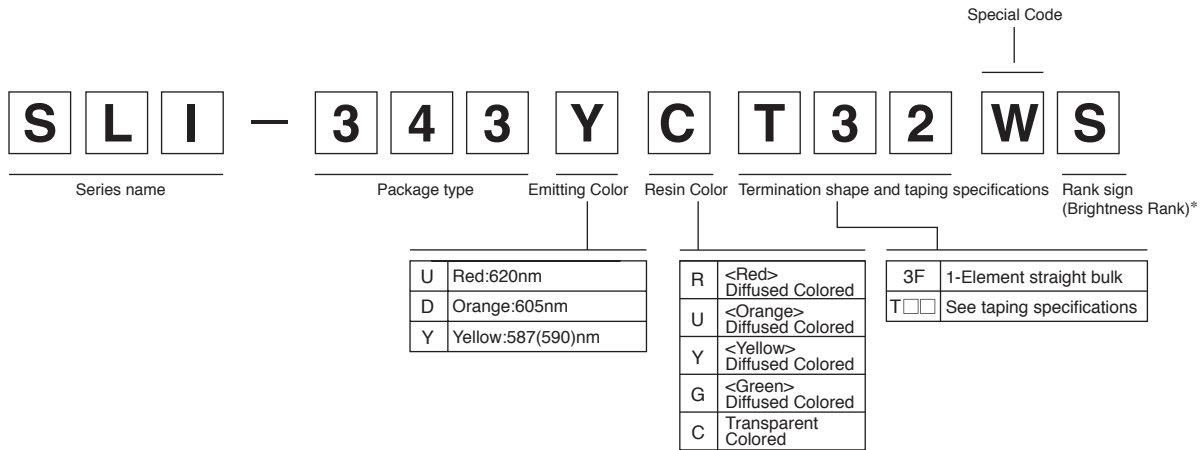 Special Code
S L I — 3 4 3 Y C T 3 2 W S
Series name Package type Emitting Color Resin Color Termination shape and taping specifications Rank sign
(Brightness Rank)*
U Red:620nm
D Orange:605nm
Y Yellow:587(590)nm
R <Red>
Diffused Colored
U <Orange>
Diffused Colored
Y <Yellow>
Diffused Colored
G <Green>
Diffused Colored
C Transparent
Colored
3F 1-Element straight bulk
T□□ See taping specifications